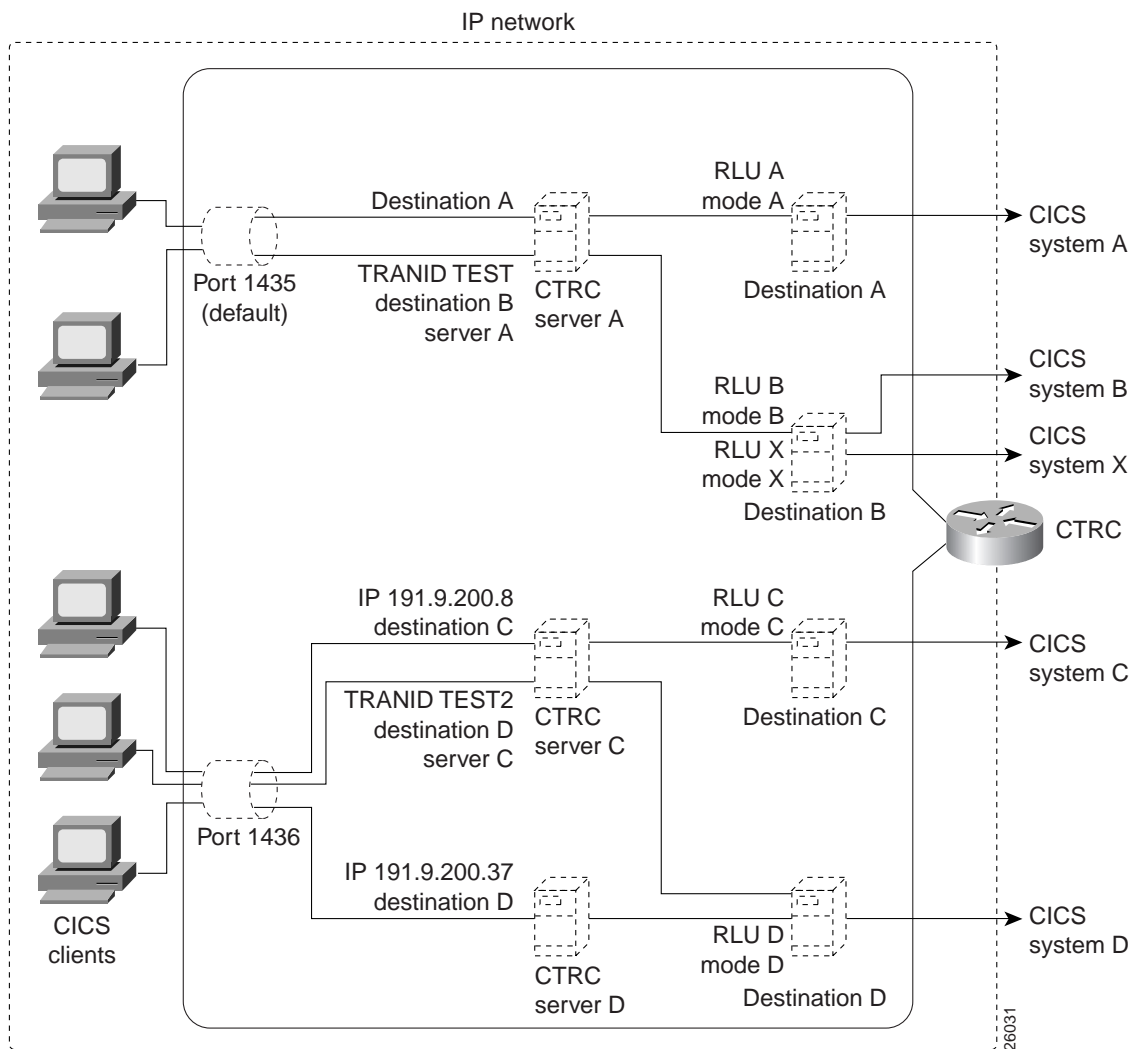 IP network
Destination A
RLU A
mode A
CICS
system A
Port 1435
(default)
TRANID TEST
destination B
server A
CTRC
server A
Destination A
RLU B
mode B
CICS
system B
RLU X
mode X
CICS
system X
Destination B
CTRC
IP 191.9.200.8
destination C
RLU C
mode C
CICS
system C
TRANID TEST2
destination D
server C
CTRC
server C
Destination C
Port 1436
IP 191.9.200.37
destination D
CICS
clients
CTRC
server D
RLU D
mode D
Destination D
CICS
system D
26031